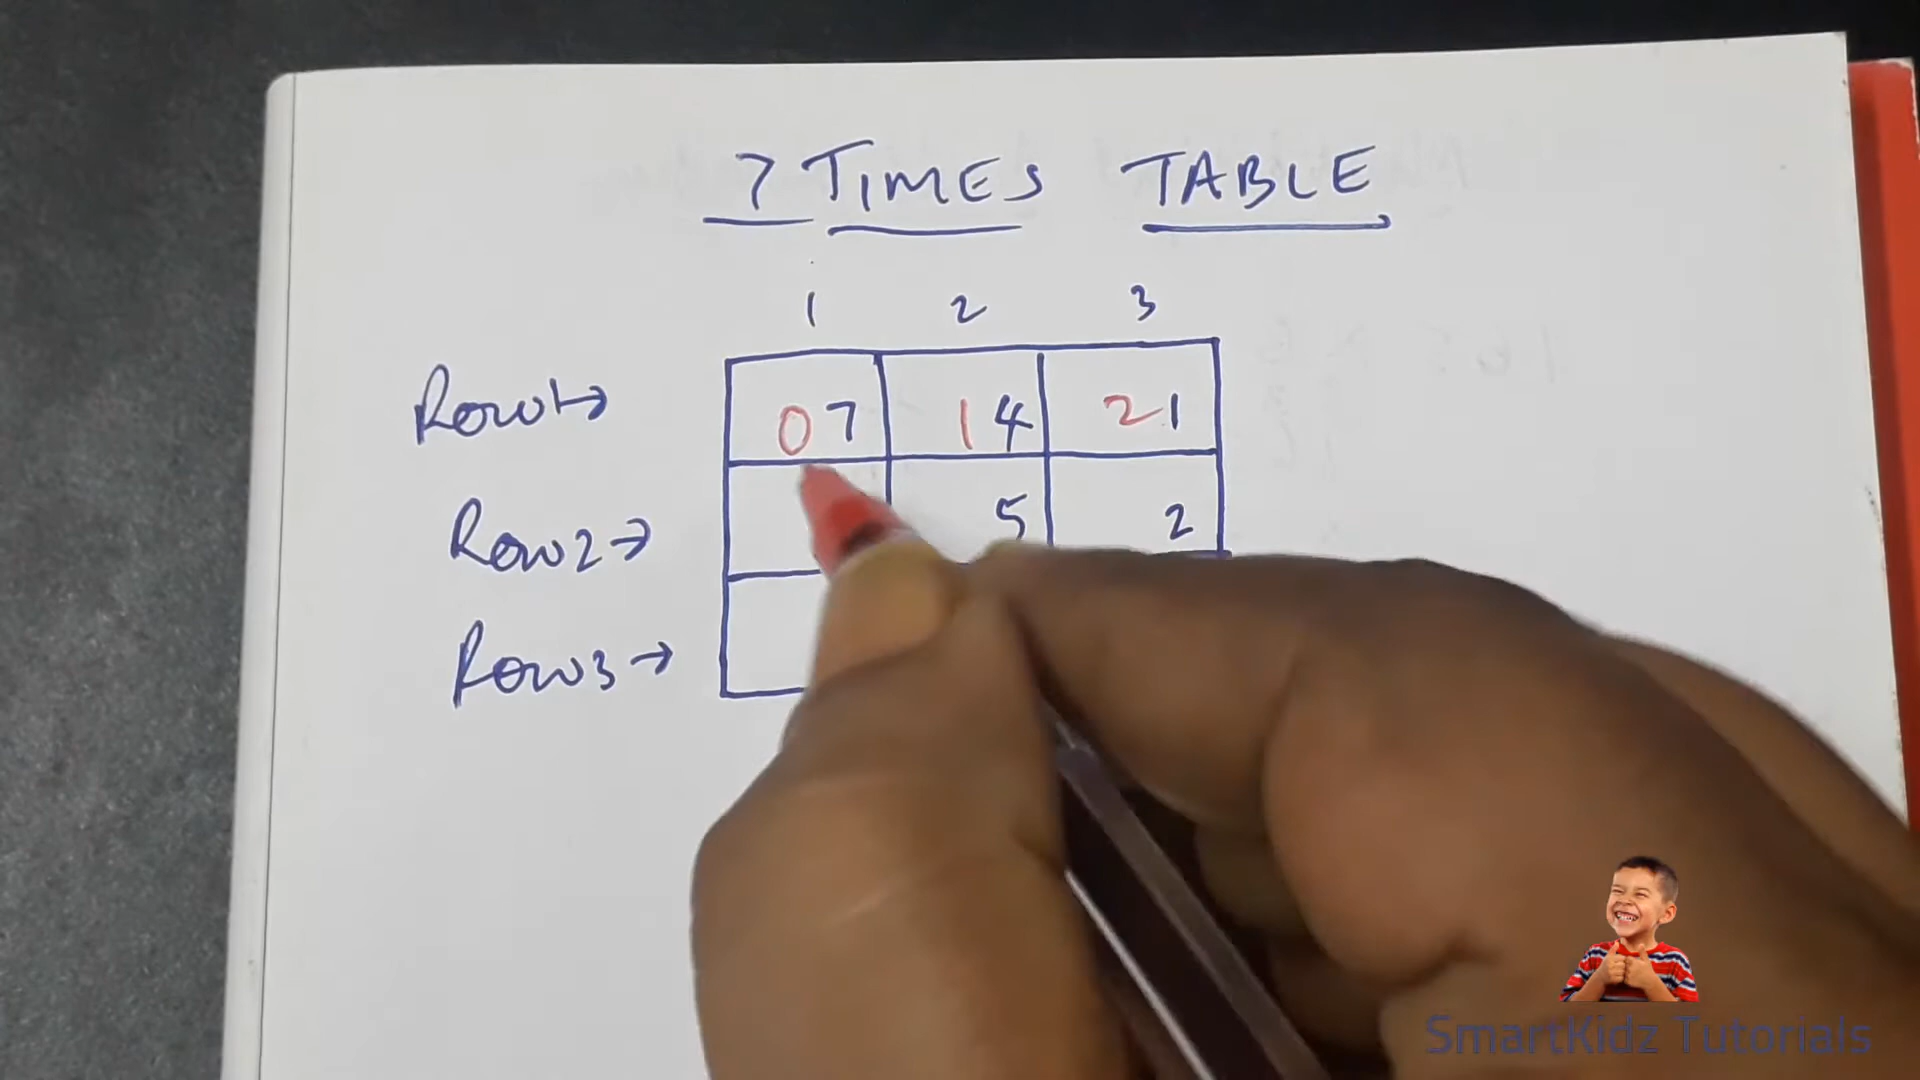 7 TIMES TABLE
1 2 3
Row1→ 07 14 21
Row2→ 5 2
Row3→
SmartKidz Tutorials